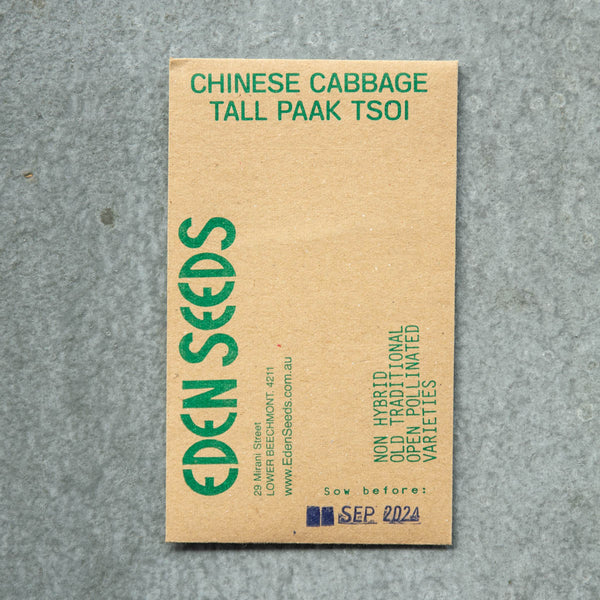 CHINESE CABBAGE
TALL PAAK TSOI
EDEN SEEDS
29 Mirani Street
LOWER BEECHMONT. 4211
www.EdenSeeds.com.au
NON HYBRID
OLD TRADITIONAL
OPEN POLLINATED
VARIETIES
Sow before:
SEP 2024